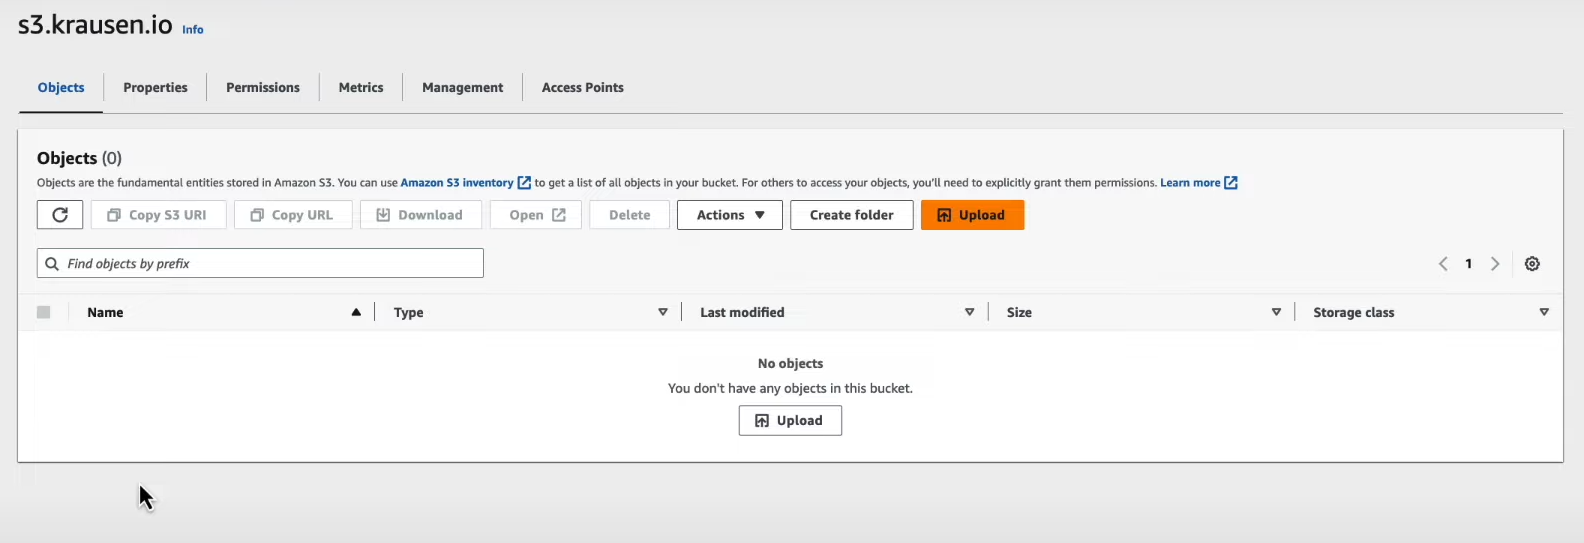 s3.krausen.io Info
Objects Properties Permissions Metrics Management Access Points
Objects (0)
Objects are the fundamental entities stored in Amazon S3. You can use Amazon S3 inventory to get a list of all objects in your bucket. For others to access your objects, you'll need to explicitly grant them permissions. Learn more
Copy S3 URI Copy URL Download Open Delete Actions Create folder Upload
Find objects by prefix 1
Name Type Last modified Size Storage class
No objects
You don't have any objects in this bucket.
Upload